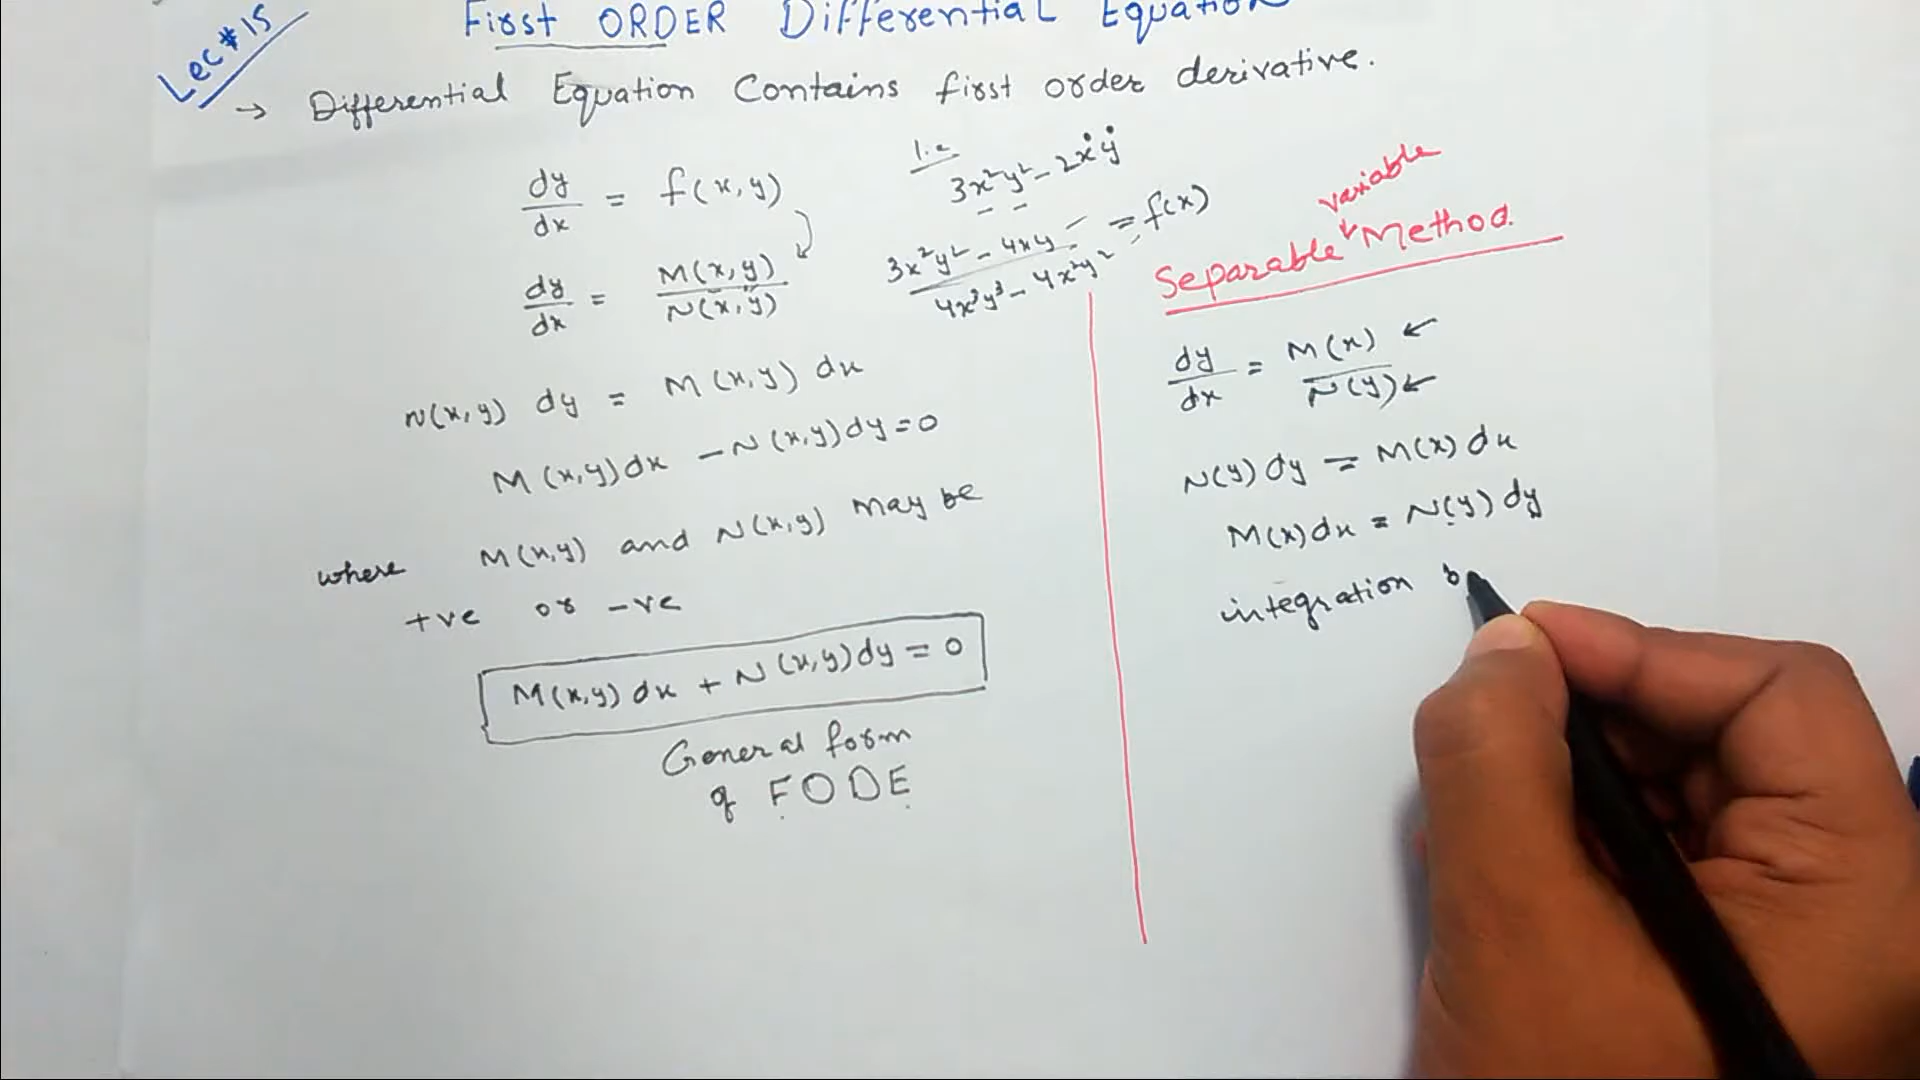 Lec#15
First ORDER Differential Equation
→ Differential Equation Contains first order derivative.
dy/dx = f(x,y)
dy/dx = M(x,y)/N(x,y)
N(x,y) dy = M(x,y) dx
M(x,y)dx - N(x,y)dy=0
where M(x,y) and N(x,y) may be
+ve or -ve
M(x,y) dx + N(x,y)dy = 0
General form
of FODE
I.e
3x²y² - 2xy
3x²y² - 4xy / 4x³y³ - 4x²y² = f(x)
variable
Separable Method.
dy/dx = M(x)/N(y)
N(y) dy = M(x) dx
M(x)dx = N(y) dy
integration b